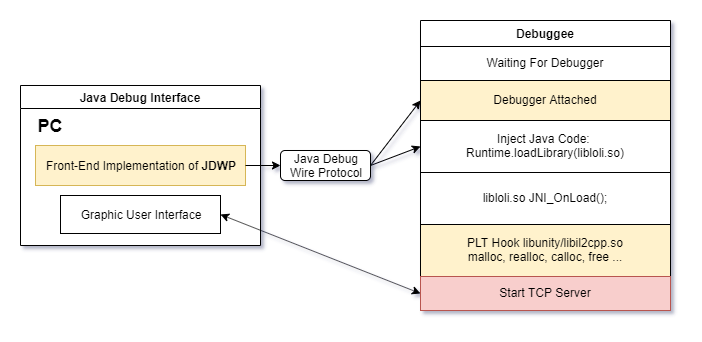 Java Debug Interface
PC
Front-End Implementation of JDWP
Graphic User Interface
Java Debug
Wire Protocol
Debuggee
Waiting For Debugger
Debugger Attached
Inject Java Code:
Runtime.loadLibrary(libloli.so)
libloli.so JNI_OnLoad();
PLT Hook libunity/libil2cpp.so
malloc, realloc, calloc, free ...
Start TCP Server